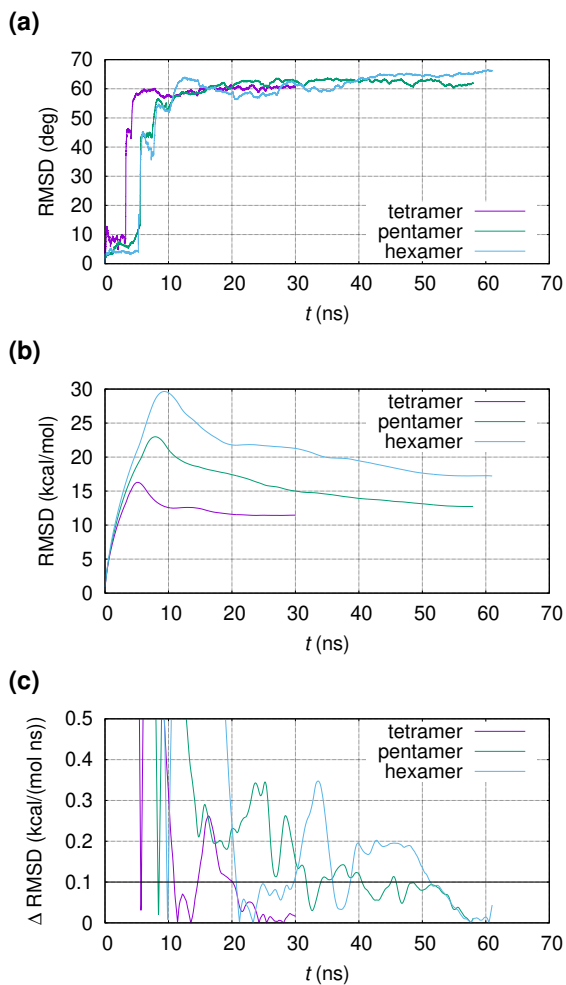 (a)
RMSD (deg)
70
60
50
40
30
20
10
0
tetramer
pentamer
hexamer
0 10 20 30 40 50 60 70
t (ns)
(b)
RMSD (kcal/mol)
30
25
20
15
10
5
0
tetramer
pentamer
hexamer
0 10 20 30 40 50 60 70
t (ns)
(c)
Δ RMSD (kcal/(mol ns))
0.5
0.4
0.3
0.2
0.1
0
tetramer
pentamer
hexamer
0 10 20 30 40 50 60 70
t (ns)